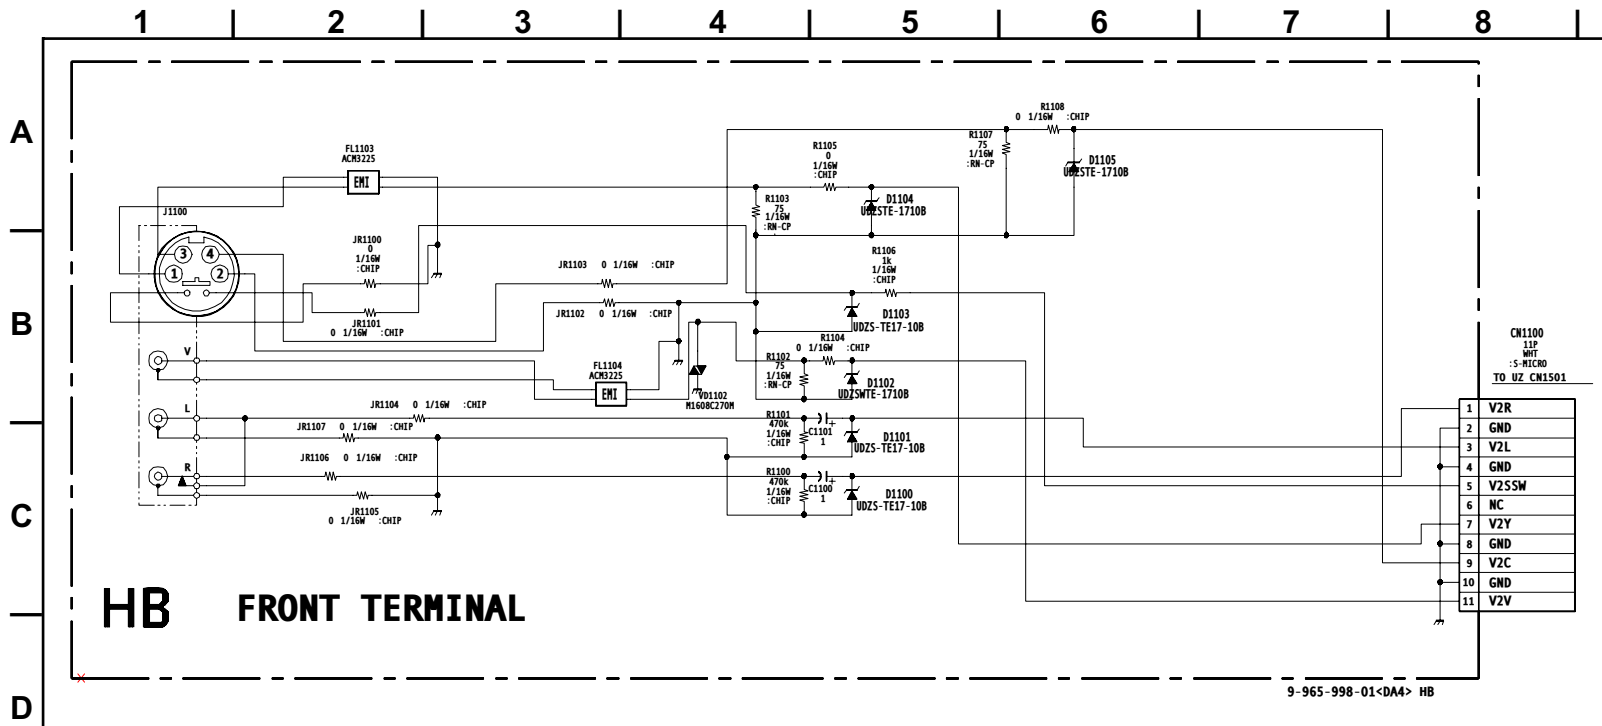 1 2 3 4 5 6 7 8
A
B
C
D
J1100
3 4
1 2
V
L
R
FL1103
ACM3225
EMI
JR1100
0
1/16W
:CHIP
JR1101
0 1/16W :CHIP
JR1103 0 1/16W :CHIP
JR1102 0 1/16W :CHIP
FL1104
ACM3225
EMI
VD1102
M1608C270M
JR1104 0 1/16W :CHIP
JR1107 0 1/16W :CHIP
JR1106 0 1/16W :CHIP
JR1105
0 1/16W :CHIP
R1103
75
1/16W
:RN-CP
R1105
0
1/16W
:CHIP
D1104
UDZSTE-1710B
R1107
75
1/16W
:RN-CP
R1108
0 1/16W :CHIP
D1105
UDZSTE-1710B
R1106
1k
1/16W
:CHIP
D1103
UDZS-TE17-10B
R1104
0 1/16W :CHIP
R1102
75
1/16W
:RN-CP
D1102
UDZSWTE-1710B
R1101
470k
1/16W
:CHIP
C1101
1
+
D1101
UDZS-TE17-10B
R1100
470k
1/16W
:CHIP
C1100
1
+
D1100
UDZS-TE17-10B
CN1100
11P
WHT
:S-MICRO
TO UZ CN1501
1 V2R
2 GND
3 V2L
4 GND
5 V2SSW
6 NC
7 V2Y
8 GND
9 V2C
10 GND
11 V2V
HB FRONT TERMINAL
9-965-998-01<DA4> HB